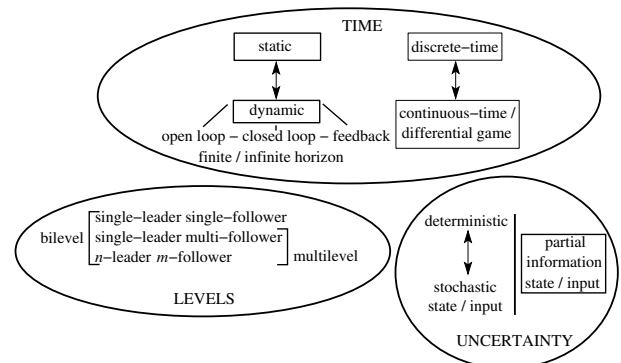 TIME
static
discrete−time
dynamic
continuous−time /
differential game
open loop − closed loop − feedback
finite / infinite horizon
single−leader single−follower
bilevel
single−leader multi−follower
n−leader m−follower
multilevel
LEVELS
deterministic
partial
information
state / input
stochastic
state / input
UNCERTAINTY